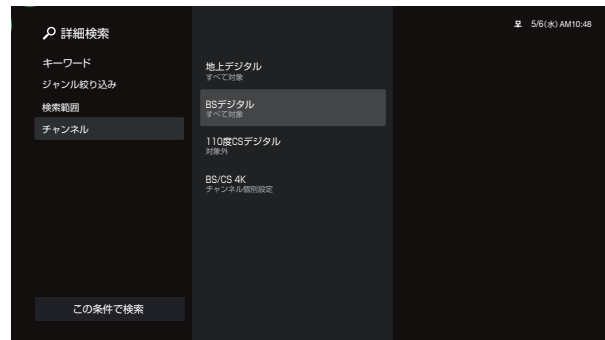 詳細検索
5/6(水) AM10:48
キーワード
ジャンル絞り込み
検索範囲
チャンネル
地上デジタル
すべて対象
BSデジタル
すべて対象
110度CSデジタル
対象外
BS/CS 4K
チャンネル個別設定
この条件で検索